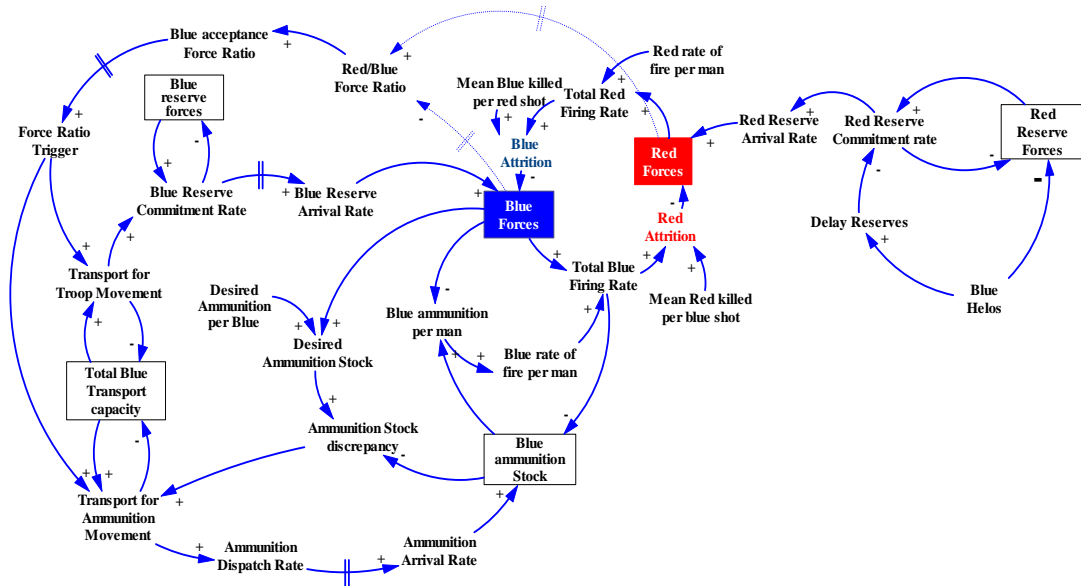 Blue acceptance
Force Ratio
Red/Blue
Force Ratio
Blue
reserve
forces
Force Ratio
Trigger
Blue Reserve
Commitment Rate
Blue Reserve
Arrival Rate
Mean Blue killed
per red shot
Blue
Attrition
Total Red
Firing Rate
Red rate of
fire per man
Red
Forces
Red Reserve
Arrival Rate
Red Reserve
Commitment rate
Red
Reserve
Forces
Blue
Forces
Red
Attrition
Delay Reserves
Blue
Helos
Total Blue
Firing Rate
Mean Red killed
per blue shot
Transport for
Troop Movement
Desired
Ammunition
per Blue
Blue ammunition
per man
Desired
Ammunition Stock
Blue rate of
fire per man
Total Blue
Transport
capacity
Ammunition Stock
discrepancy
Blue
ammunition
Stock
Transport for
Ammunition
Movement
Ammunition
Dispatch Rate
Ammunition
Arrival Rate